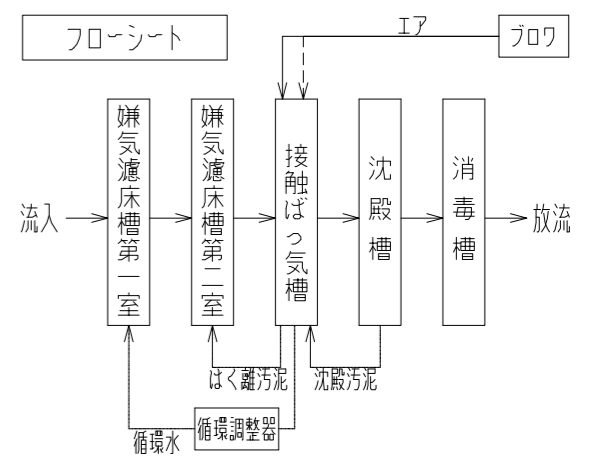 フローシート
エア
ブロワ
流入
嫌気濾床槽第一室
嫌気濾床槽第二室
接触ばっ気槽
沈殿槽
消毒槽
放流
はく離汚泥
沈殿汚泥
循環調整器
循環水